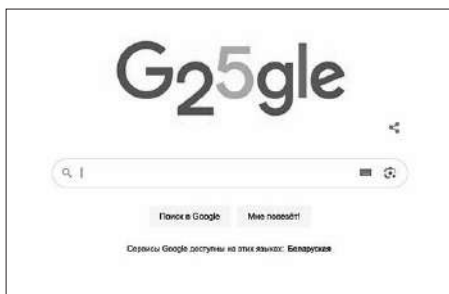 G25gle
Поиск в Google Мне повезёт!
Сервисы Google доступны на этих языках: Беларуская